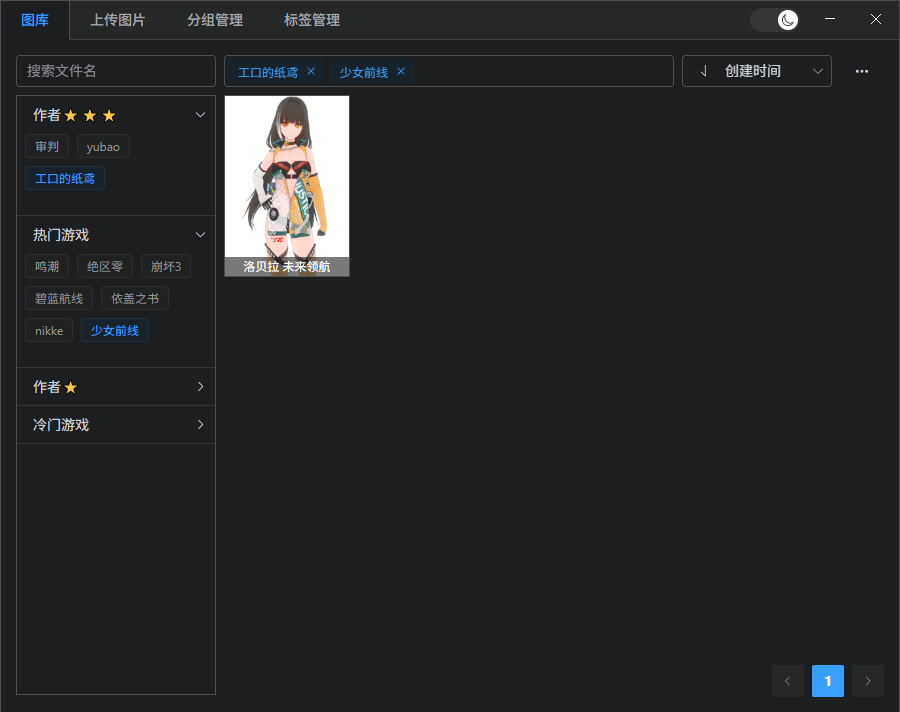 图库 上传图片 分组管理 标签管理
搜索文件名
工口的纸鸢 × 少女前线 ×
创建时间
作者
审判 yubao
工口的纸鸢
热门游戏
鸣潮 绝区零 崩坏3
碧蓝航线 依盖之书
nikke 少女前线
作者
冷门游戏
洛贝拉 未来领航
1